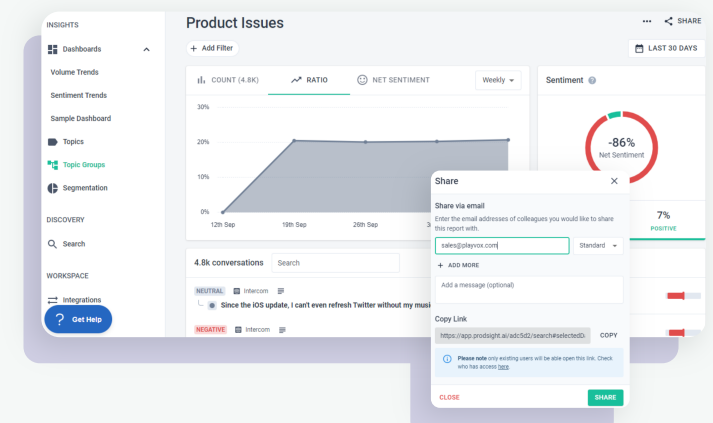 INSIGHTS
Dashboards
Volume Trends
Sentiment Trends
Sample Dashboard
Topics
Topic Groups
Segmentation
DISCOVERY
Search
WORKSPACE
Integrations
? Get Help
Product Issues
SHARE
+ Add Filter
LAST 30 DAYS
COUNT (4.8K)
RATIO
NET SENTIMENT
Weekly
30%
20%
10%
0%
12th Sep
19th Sep
26th Sep
Sentiment ?
-86%
Net Sentiment
7%
POSITIVE
4.8k conversations
Search
NEUTRAL Intercom
Since the iOS update, I can't even refresh Twitter without my
NEGATIVE Intercom
Share
Share via email
Enter the email addresses of colleagues you would like to share
this report with.
sales@playvox.com
Standard
+ ADD MORE
Add a message (optional)
Copy Link
https://app.prodsight.ai/adc5d2/search#selectedD
COPY
Please note only existing users will be able open this link. Check
who has access here.
CLOSE
SHARE